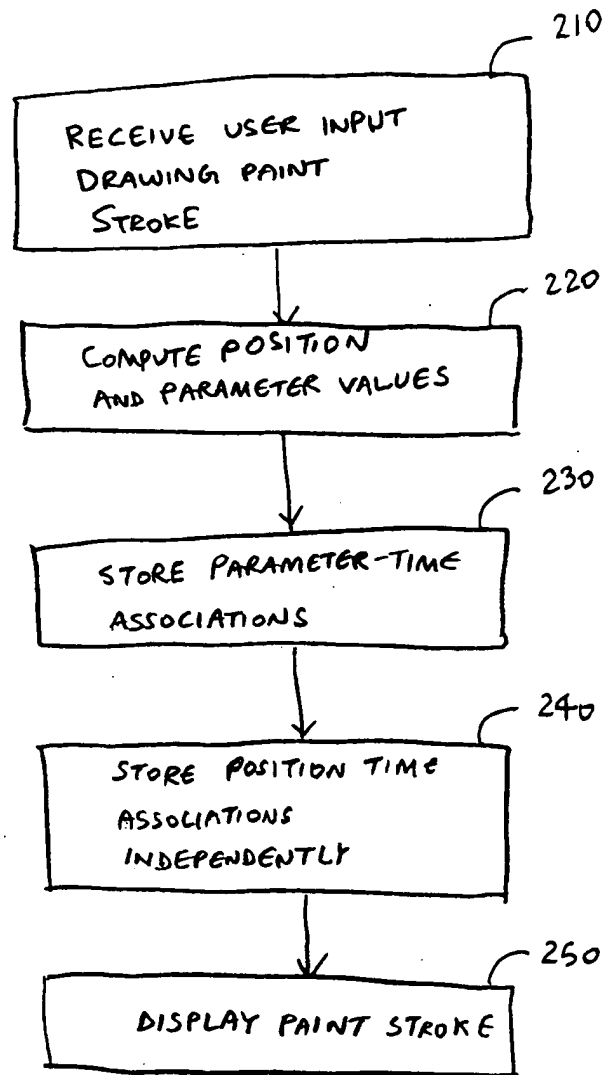 210
RECEIVE USER INPUT
DRAWING PAINT
STROKE
220
COMPUTE POSITION
AND PARAMETER VALUES
230
STORE PARAMETER-TIME
ASSOCIATIONS
240
STORE POSITION TIME
ASSOCIATIONS
INDEPENDENTLY
250
DISPLAY PAINT STROKE